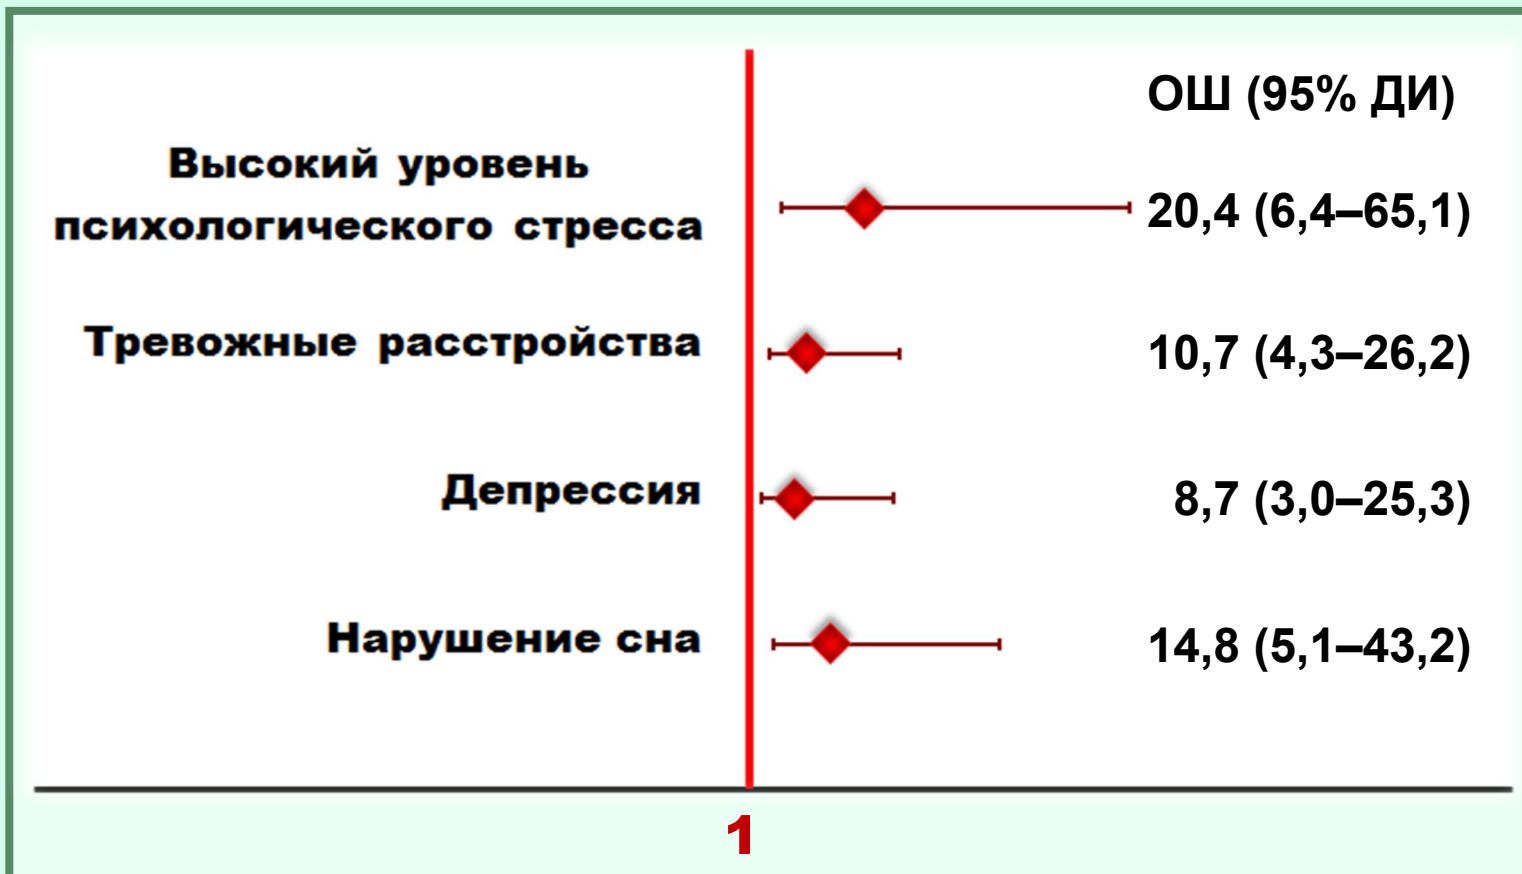 ОШ (95% ДИ)
Высокий уровень
психологического стресса
20,4 (6,4–65,1)
Тревожные расстройства
10,7 (4,3–26,2)
Депрессия
8,7 (3,0–25,3)
Нарушение сна
14,8 (5,1–43,2)
1